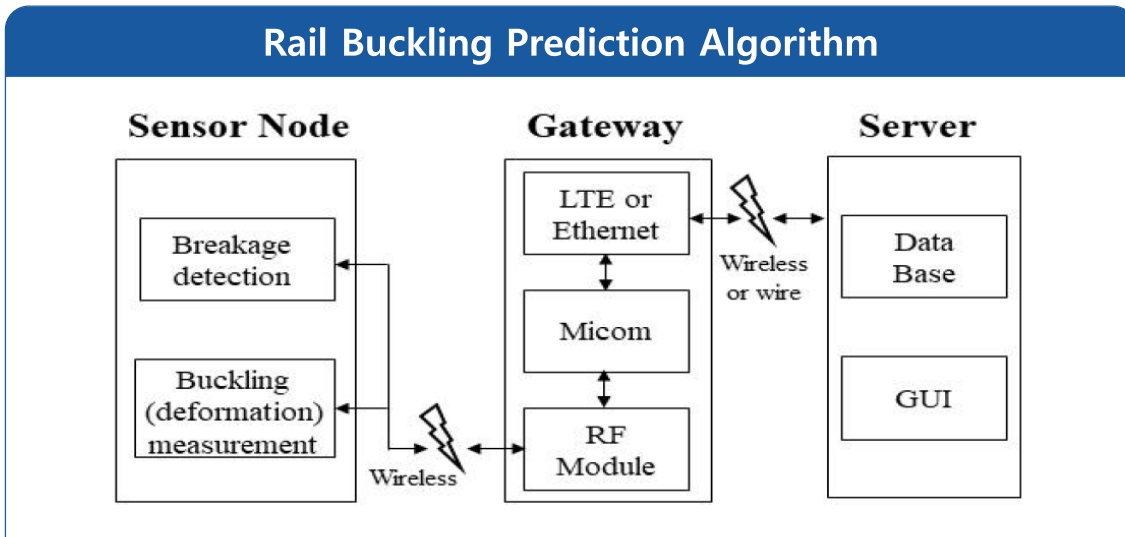 Rail Buckling Prediction Algorithm
Sensor Node
Breakage
detection
Buckling
(deformation)
measurement
Wireless
Gateway
LTE or
Ethernet
Micom
RF
Module
Wireless
or wire
Server
Data
Base
GUI